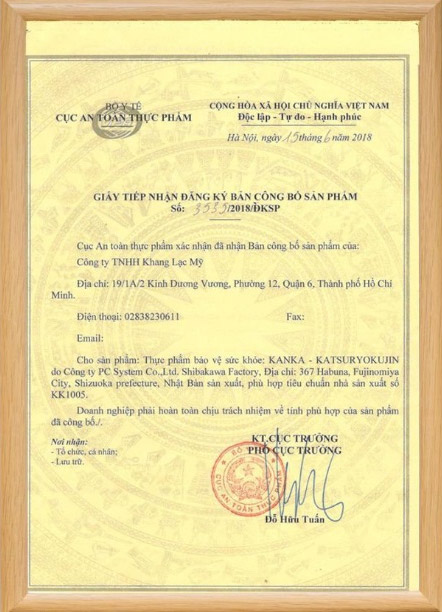 BỘ Y TẾ
CỤC AN TOÀN THỰC PHẨM
CỘNG HÒA XÃ HỘI CHỦ NGHĨA VIỆT NAM
Độc lập - Tự do - Hạnh phúc
Hà Nội, ngày 15 tháng 6 năm 2018
GIẤY TIẾP NHẬN ĐĂNG KÝ BẢN CÔNG BỐ SẢN PHẨM
Số: 3535/2018/ĐKSP
Cục An toàn thực phẩm xác nhận đã nhận Bản công bố sản phẩm của:
Công ty TNHH Khang Lạc Mỹ
Địa chỉ: 19/1A/2 Kinh Dương Vương, Phường 12, Quận 6, Thành phố Hồ Chí
Minh.
Điện thoại: 02838230611 Fax:
Email:
Cho sản phẩm: Thực phẩm bảo vệ sức khỏe: KANKA - KATSURYOKUJIN
do Công ty PC System Co.,Ltd. Shibakawa Factory, Địa chỉ: 367 Habuna, Fujinomiya
City, Shizuoka prefecture, Nhật Bản sản xuất, phù hợp tiêu chuẩn nhà sản xuất số
KK1005.
Doanh nghiệp phải hoàn toàn chịu trách nhiệm về tính phù hợp của sản phẩm
đã công bố./.
Nơi nhận:
- Tổ chức, cá nhân;
- Lưu trữ.
KT.CỤC TRƯỞNG
PHÓ CỤC TRƯỞNG
CỤC AN TOÀN THỰC PHẨM
Đỗ Hữu Tuấn